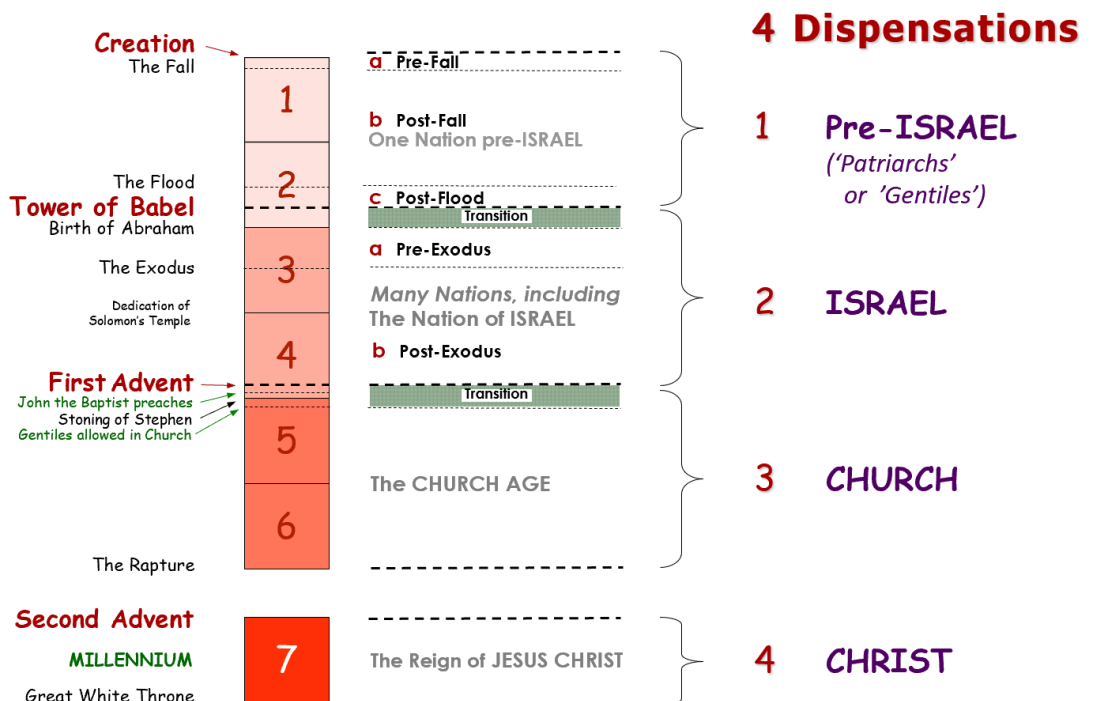 4 Dispensations
Creation
The Fall
The Flood
Tower of Babel
Birth of Abraham
The Exodus
Dedication of
Solomon's Temple
First Advent
John the Baptist preaches
Stoning of Stephen
Gentiles allowed in Church
The Rapture
Second Advent
MILLENNIUM
Great White Throne
1
2
3
4
5
6
7
a Pre-Fall
b Post-Fall
One Nation pre-ISRAEL
c Post-Flood
Transition
a Pre-Exodus
Many Nations, including
The Nation of ISRAEL
b Post-Exodus
Transition
The CHURCH AGE
The Reign of JESUS CHRIST
1 Pre-ISRAEL
('Patriarchs'
or 'Gentiles')
2 ISRAEL
3 CHURCH
4 CHRIST